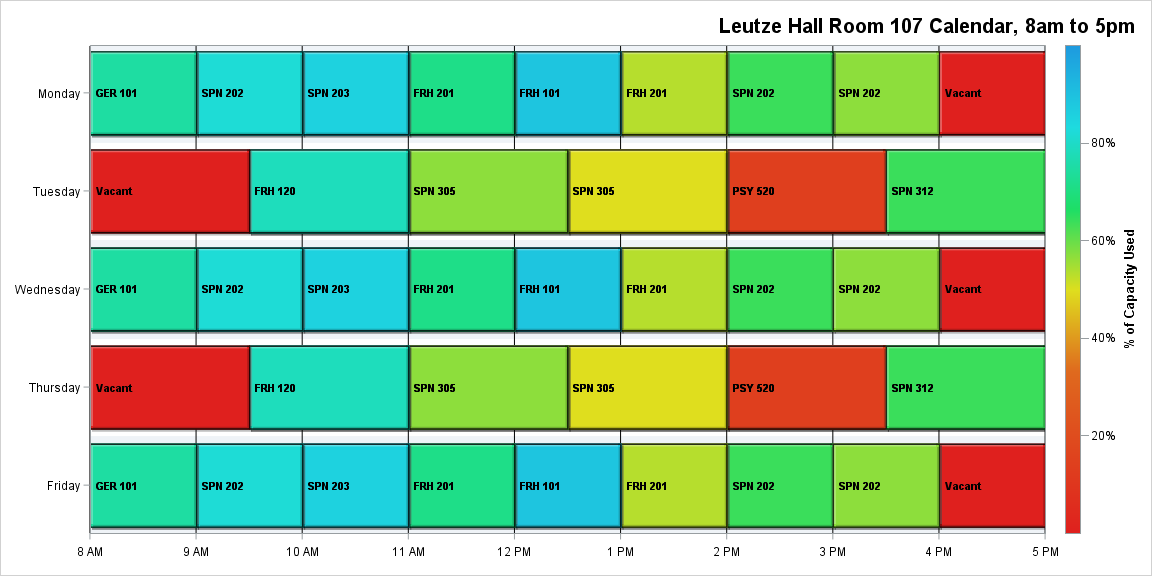 Leutze Hall Room 107 Calendar, 8am to 5pm
Monday
GER 101 SPN 202 SPN 203 FRH 201 FRH 101 FRH 201 SPN 202 SPN 202 Vacant
Tuesday
Vacant FRH 120 SPN 305 SPN 305 PSY 520 SPN 312
Wednesday
GER 101 SPN 202 SPN 203 FRH 201 FRH 101 FRH 201 SPN 202 SPN 202 Vacant
Thursday
Vacant FRH 120 SPN 305 SPN 305 PSY 520 SPN 312
Friday
GER 101 SPN 202 SPN 203 FRH 201 FRH 101 FRH 201 SPN 202 SPN 202 Vacant
8 AM 9 AM 10 AM 11 AM 12 PM 1 PM 2 PM 3 PM 4 PM 5 PM
80%
60%
40%
20%
% of Capacity Used